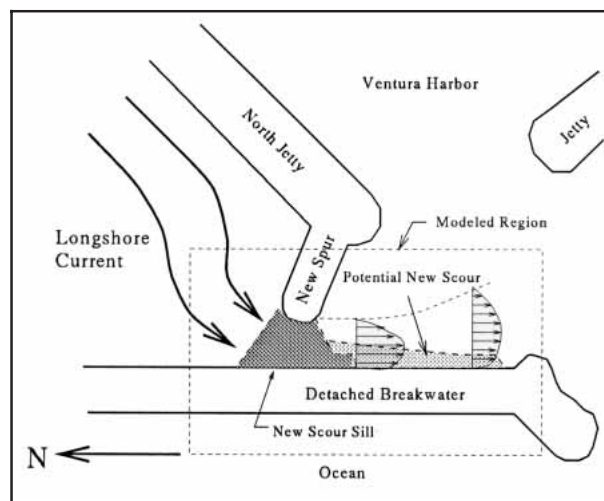 Ventura Harbor
North Jetty
Jetty
Modeled Region
Longshore
Current
New Spur
Potential New Scour
Detached Breakwater
New Scour Sill
N
Ocean